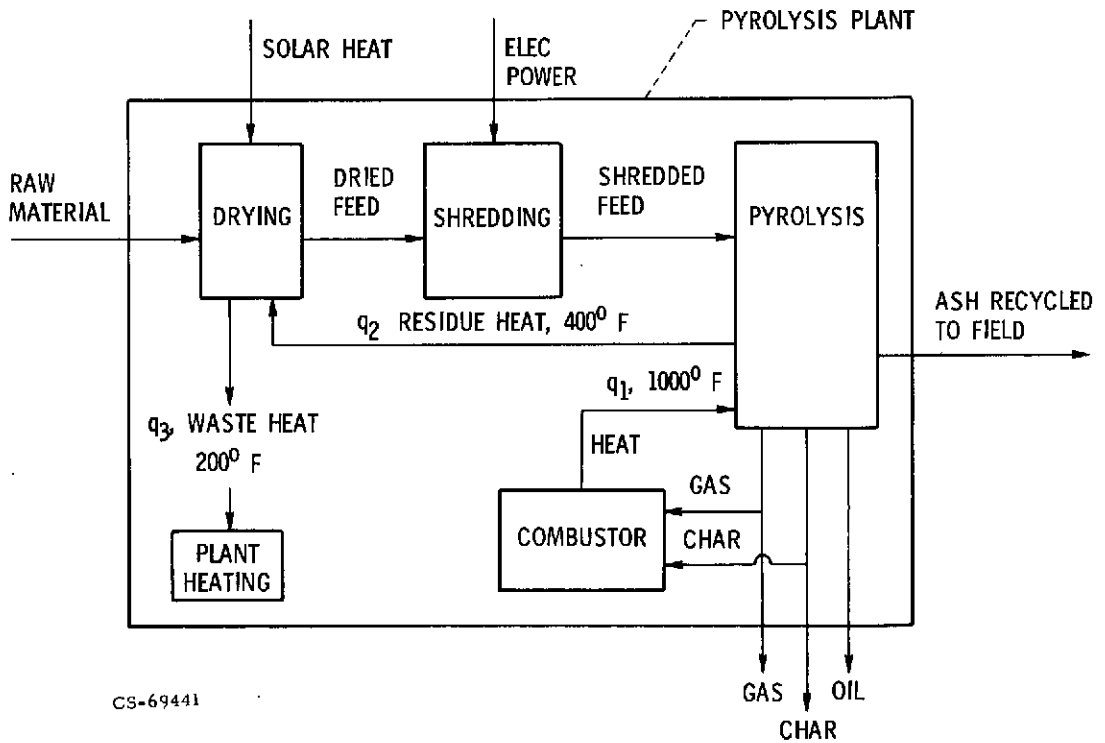 PYROLYSIS PLANT
SOLAR HEAT
ELEC
POWER
RAW
MATERIAL
DRYING
DRIED
FEED
SHREDDING
SHREDDED
FEED
PYROLYSIS
ASH RECYCLED
TO FIELD
q2 RESIDUE HEAT, 400° F
q1, 1000° F
q3, WASTE HEAT
200° F
HEAT
GAS
COMBUSTOR
CHAR
PLANT
HEATING
GAS
OIL
CHAR
CS-69441